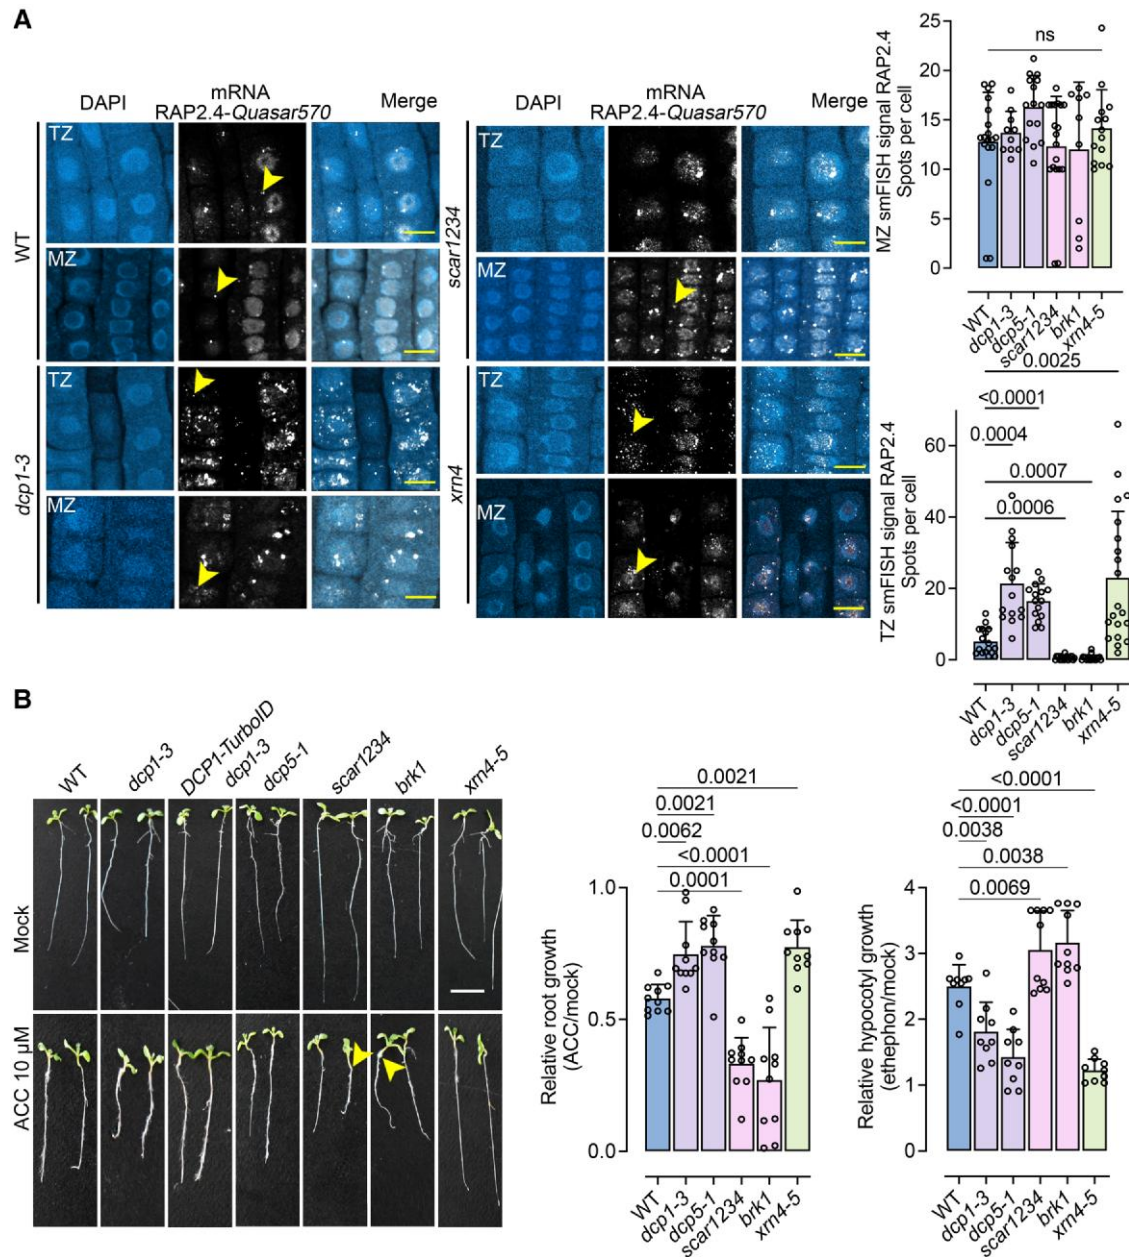 A
DAPI
mRNA
RAP2.4-Quasar570
Merge
DAPI
mRNA
RAP2.4-Quasar570
Merge
WT
TZ
MZ
dcp1-3
TZ
MZ
scar1234
TZ
MZ
xrn4
TZ
MZ
MZ smFISH signal RAP2.4
Spots per cell
25
20
15
10
5
0
ns
WT
dcp1-3
dcp5-1
scar1234
brk1
xrn4-5
TZ smFISH signal RAP2.4
Spots per cell
60
40
20
0
0.0025
<0.0001
0.0004
0.0007
0.0006
WT
dcp1-3
dcp5-1
scar1234
brk1
xrn4-5
B
WT
dcp1-3
DCP1-TurboID
dcp1-3
dcp5-1
scar1234
brk1
xrn4-5
Mock
ACC 10 µM
Relative root growth
(ACC/mock)
1.0
0.5
0.0
0.0021
0.0021
0.0062
<0.0001
0.0001
WT
dcp1-3
dcp5-1
scar1234
brk1
xrn4-5
Relative hypocotyl growth
(ethephon/mock)
4
3
2
1
0
<0.0001
<0.0001
0.0038
0.0038
0.0069
WT
dcp1-3
dcp5-1
scar1234
brk1
xrn4-5